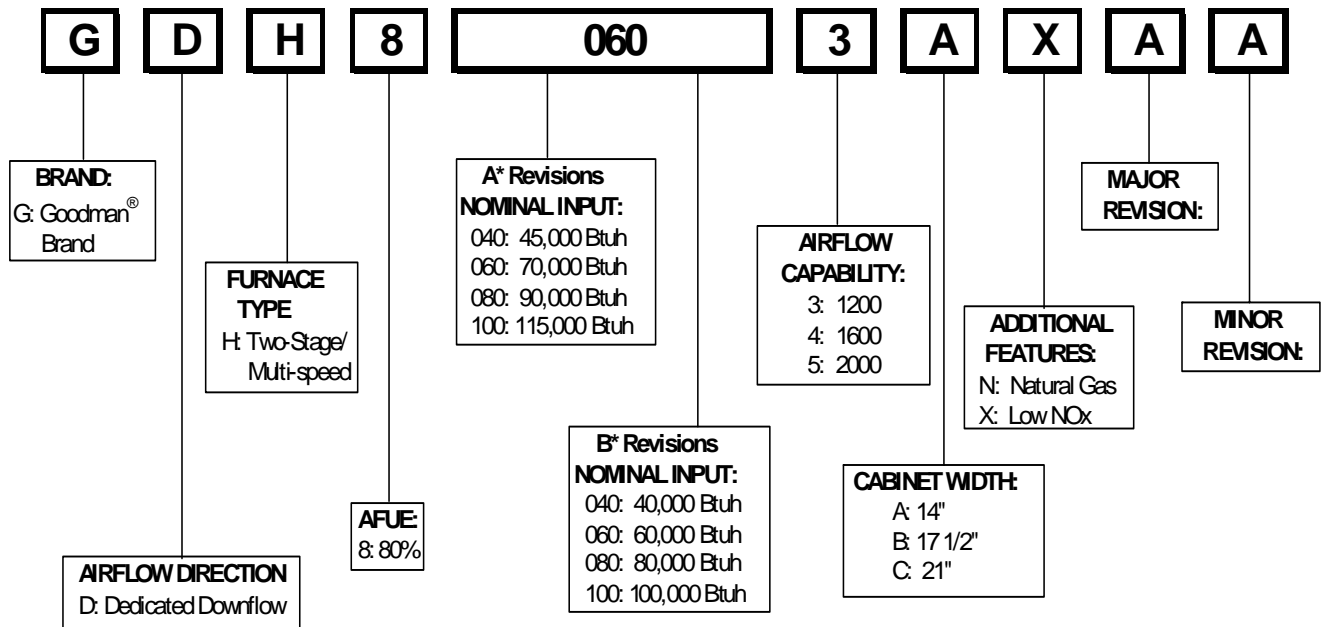 G D H 8 060 3 A X A A
BRAND:
G: Goodman®
Brand
AIRFLOW DIRECTION
D: Dedicated Downflow
FURNACE
TYPE
H: Two-Stage/
Multi-speed
AFUE:
8: 80%
A* Revisions
NOMINAL INPUT:
040: 45,000 Btuh
060: 70,000 Btuh
080: 90,000 Btuh
100: 115,000 Btuh
B* Revisions
NOMINAL INPUT:
040: 40,000 Btuh
060: 60,000 Btuh
080: 80,000 Btuh
100: 100,000 Btuh
AIRFLOW
CAPABILITY:
3: 1200
4: 1600
5: 2000
CABINET WIDTH:
A: 14"
B: 17 1/2"
C: 21"
ADDITIONAL
FEATURES:
N: Natural Gas
X: Low NOx
MAJOR
REVISION:
MINOR
REVISION: